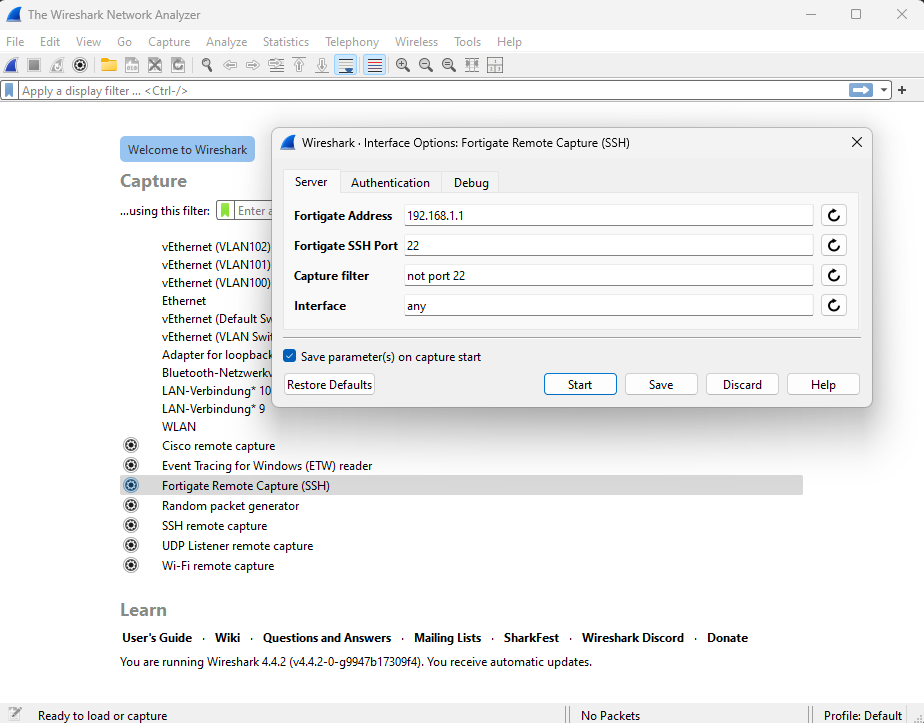 The Wireshark Network Analyzer
File Edit View Go Capture Analyze Statistics Telephony Wireless Tools Help
Apply a display filter ... <Ctrl-/>
Welcome to Wireshark
Capture
...using this filter: Enter a
vEthernet (VLAN102)
vEthernet (VLAN101)
vEthernet (VLAN100)
Ethernet
vEthernet (Default Sw
vEthernet (VLAN Swit
Adapter for loopback
Bluetooth-Netzwerkv
LAN-Verbindung* 10
LAN-Verbindung* 9
WLAN
Cisco remote capture
Event Tracing for Windows (ETW) reader
Fortigate Remote Capture (SSH)
Random packet generator
SSH remote capture
UDP Listener remote capture
Wi-Fi remote capture
Wireshark · Interface Options: Fortigate Remote Capture (SSH)
Server Authentication Debug
Fortigate Address 192.168.1.1
Fortigate SSH Port 22
Capture filter not port 22
Interface any
Save parameter(s) on capture start
Restore Defaults Start Save Discard Help
Learn
User's Guide · Wiki · Questions and Answers · Mailing Lists · SharkFest · Wireshark Discord · Donate
You are running Wireshark 4.4.2 (v4.4.2-0-g9947b17309f4). You receive automatic updates.
Ready to load or capture No Packets Profile: Default